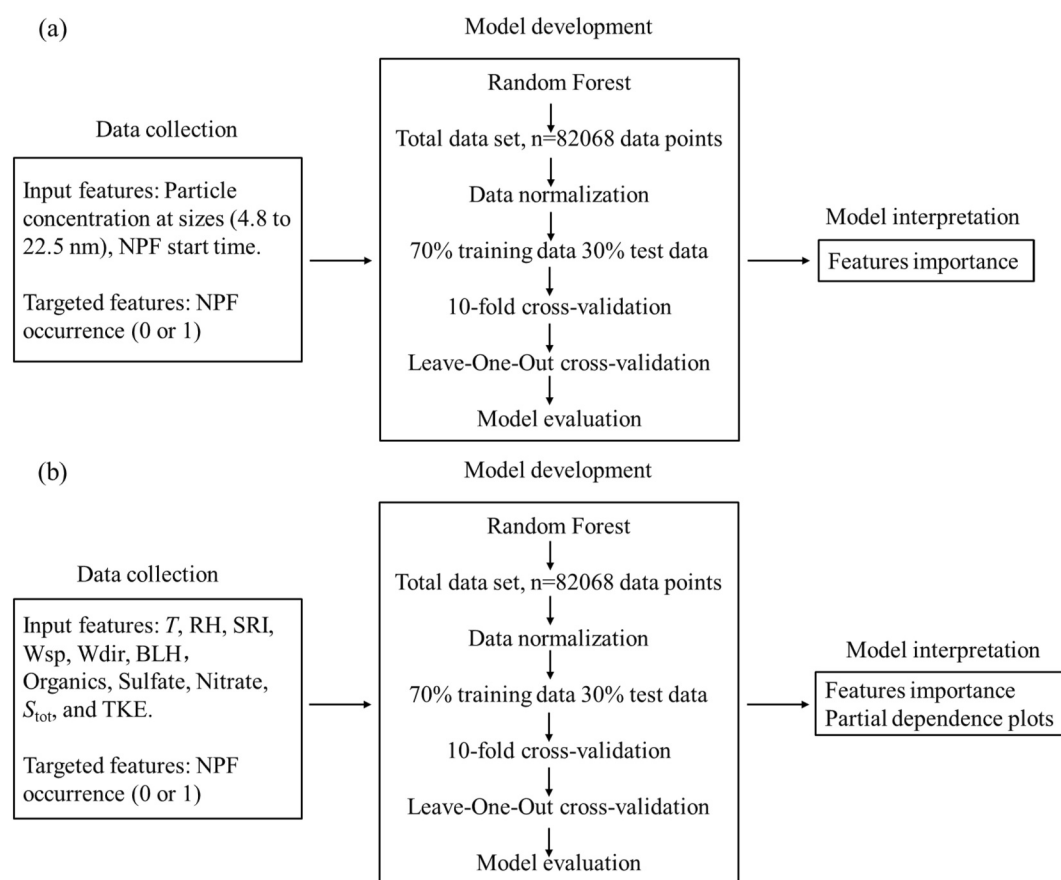 (a)
Model development
Data collection
Input features: Particle
concentration at sizes (4.8 to
22.5 nm), NPF start time.
Targeted features: NPF
occurrence (0 or 1)
Random Forest
Total data set, n=82068 data points
Data normalization
70% training data 30% test data
10-fold cross-validation
Leave-One-Out cross-validation
Model evaluation
Model interpretation
Features importance
(b)
Model development
Data collection
Input features: T, RH, SRI,
Wsp, Wdir, BLH，
Organics, Sulfate, Nitrate,
Stot, and TKE.
Targeted features: NPF
occurrence (0 or 1)
Random Forest
Total data set, n=82068 data points
Data normalization
70% training data 30% test data
10-fold cross-validation
Leave-One-Out cross-validation
Model evaluation
Model interpretation
Features importance
Partial dependence plots